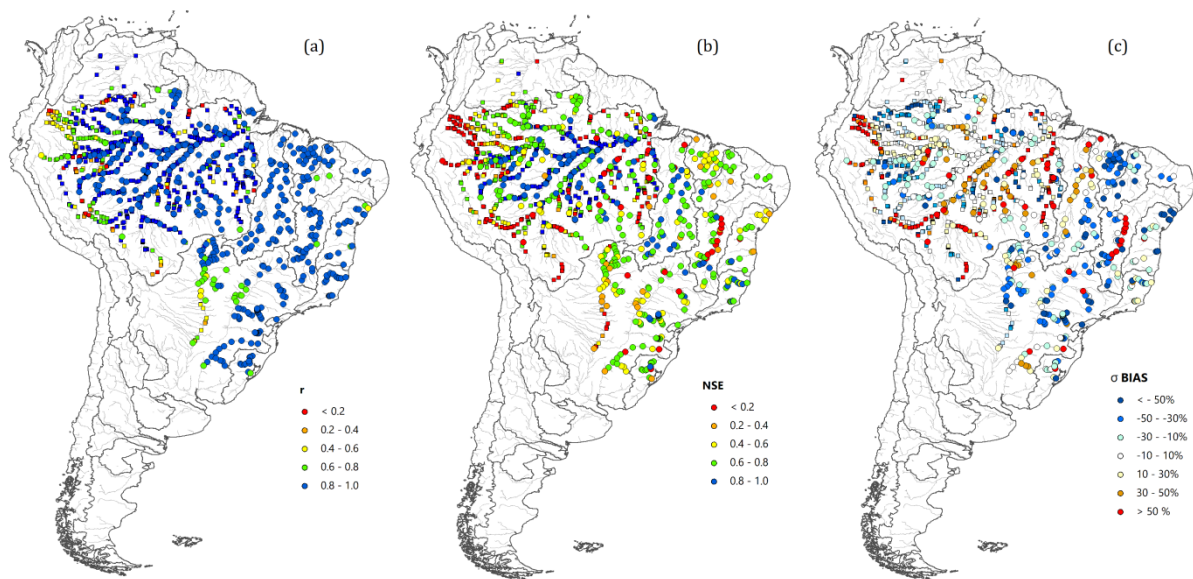 (a)
r
< 0.2
0.2 - 0.4
0.4 - 0.6
0.6 - 0.8
0.8 - 1.0
(b)
NSE
< 0.2
0.2 - 0.4
0.4 - 0.6
0.6 - 0.8
0.8 - 1.0
(c)
σ BIAS
< - 50%
-50 - -30%
-30 - -10%
-10 - 10%
10 - 30%
30 - 50%
> 50 %